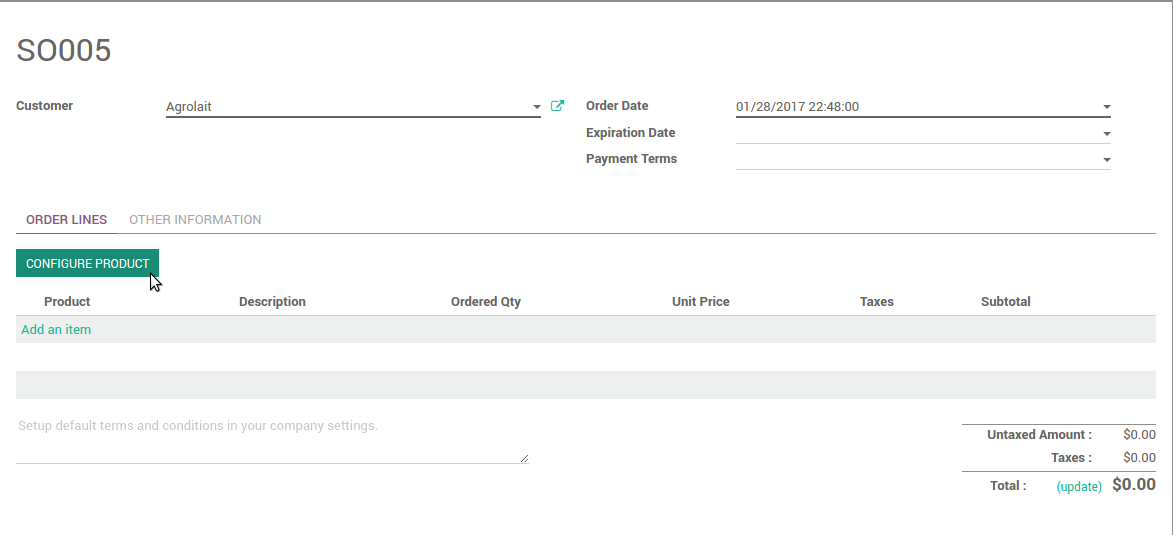 SO005
Customer Agrolait Order Date 01/28/2017 22:48:00
Expiration Date
Payment Terms
ORDER LINES OTHER INFORMATION
CONFIGURE PRODUCT
Product Description Ordered Qty Unit Price Taxes Subtotal
Add an item
Setup default terms and conditions in your company settings.
Untaxed Amount : $0.00
Taxes : $0.00
Total : (update) $0.00